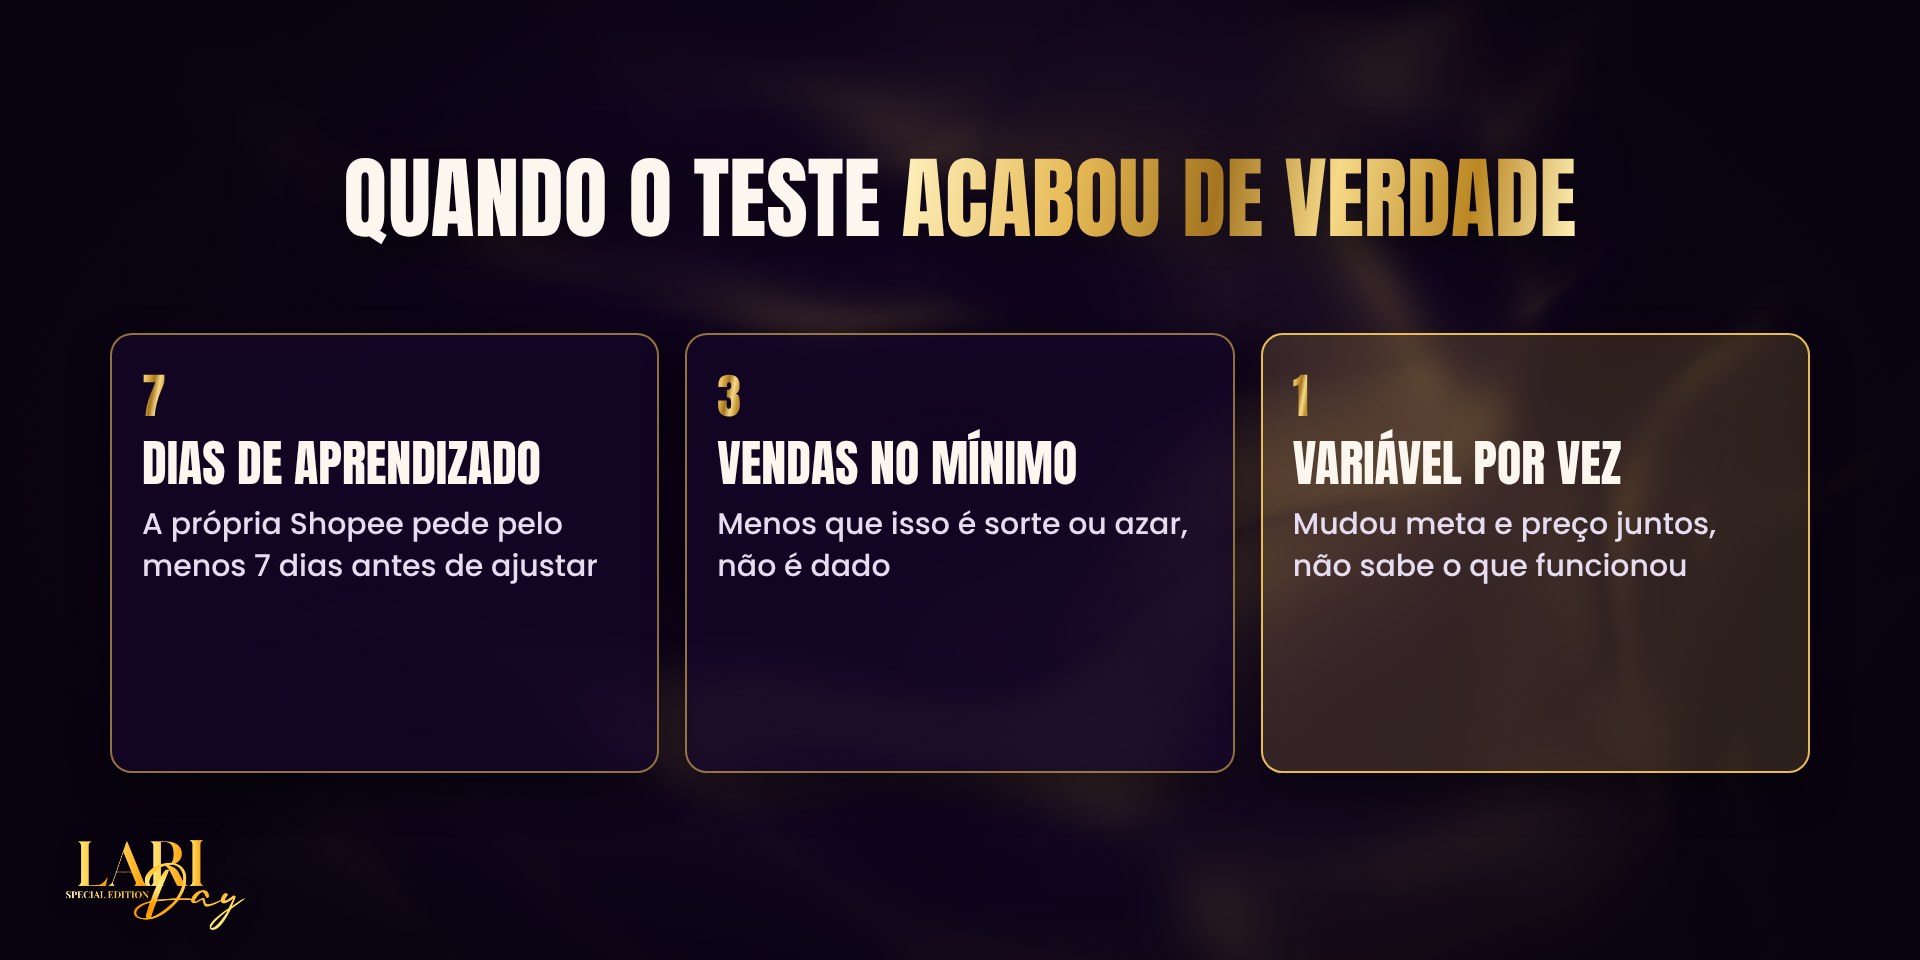 QUANDO O TESTE ACABOU DE VERDADE
7
DIAS DE APRENDIZADO
A própria Shopee pede pelo
menos 7 dias antes de ajustar
3
VENDAS NO MÍNIMO
Menos que isso é sorte ou azar,
não é dado
1
VARIÁVEL POR VEZ
Mudou meta e preço juntos,
não sabe o que funcionou
LABI
SPECIAL EDITION
Day